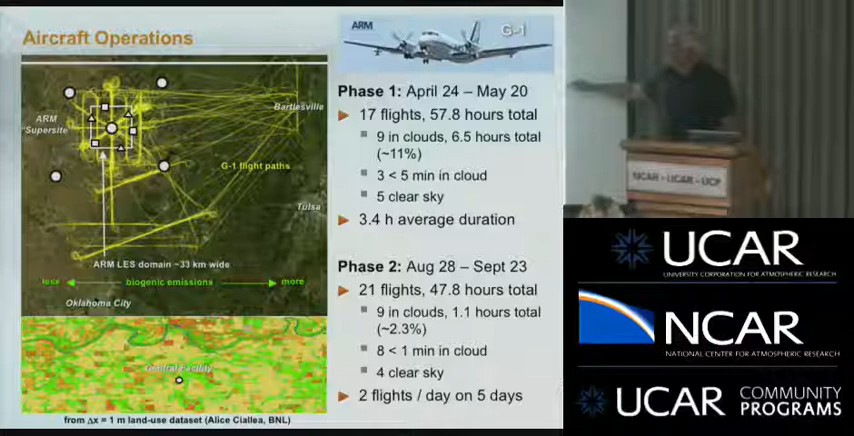 Aircraft Operations
ARM
"Supersite"
Bartlesville
G-1 flight paths
Tulsa
ARM LES domain ~33 km wide
less
biogenic emissions
more
Oklahoma City
Central Facility
from Δx = 1 m land-use dataset (Alice Ciallea, BNL)
ARM
G-1
Phase 1: April 24 – May 20
17 flights, 57.8 hours total
9 in clouds, 6.5 hours total
(~11%)
3 < 5 min in cloud
5 clear sky
3.4 h average duration
Phase 2: Aug 28 – Sept 23
21 flights, 47.8 hours total
9 in clouds, 1.1 hours total
(~2.3%)
8 < 1 min in cloud
4 clear sky
2 flights / day on 5 days
NCAR – UCAR – UCP
UCAR
UNIVERSITY CORPORATION FOR ATMOSPHERIC RESEARCH
NCAR
NATIONAL CENTER FOR ATMOSPHERIC RESEARCH
UCAR
COMMUNITY
PROGRAMS